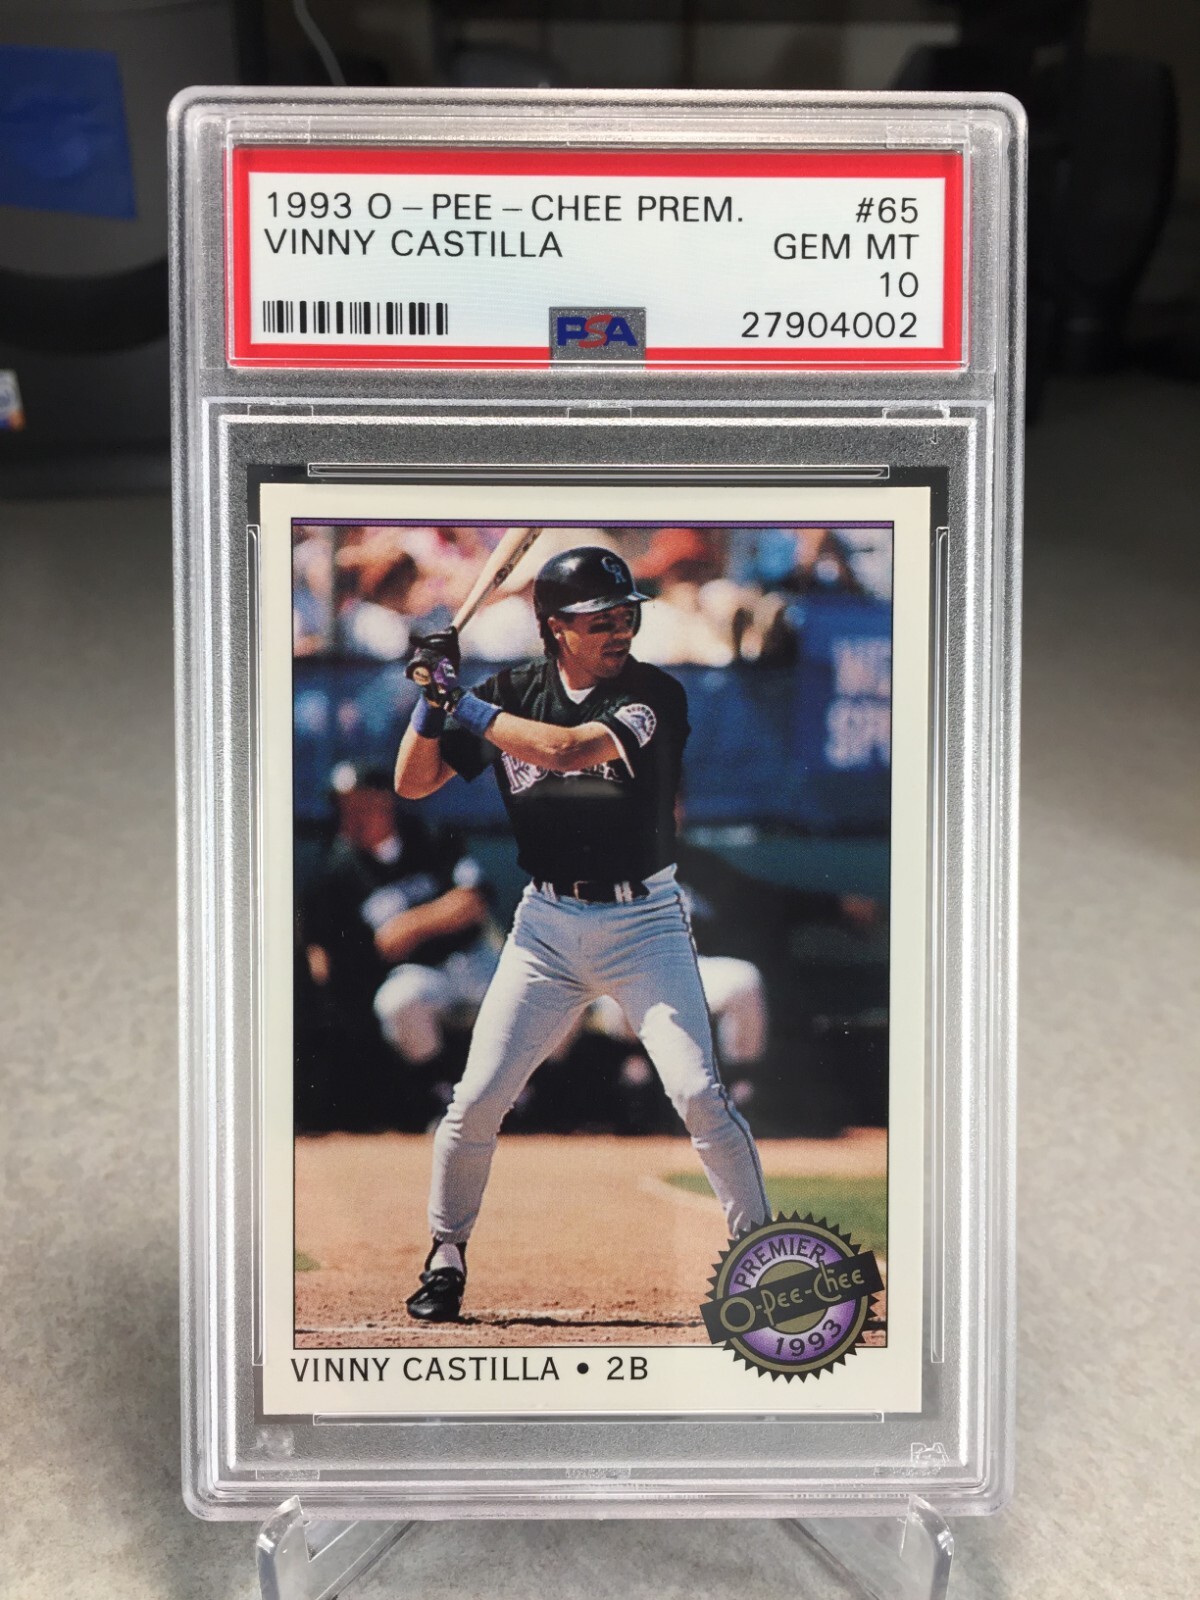 1993 O-PEE-CHEE PREM. #65
VINNY CASTILLA GEM MT
10
PSA 27904002
CR
PREMIER
O-Pee-Chee
1993
VINNY CASTILLA • 2B